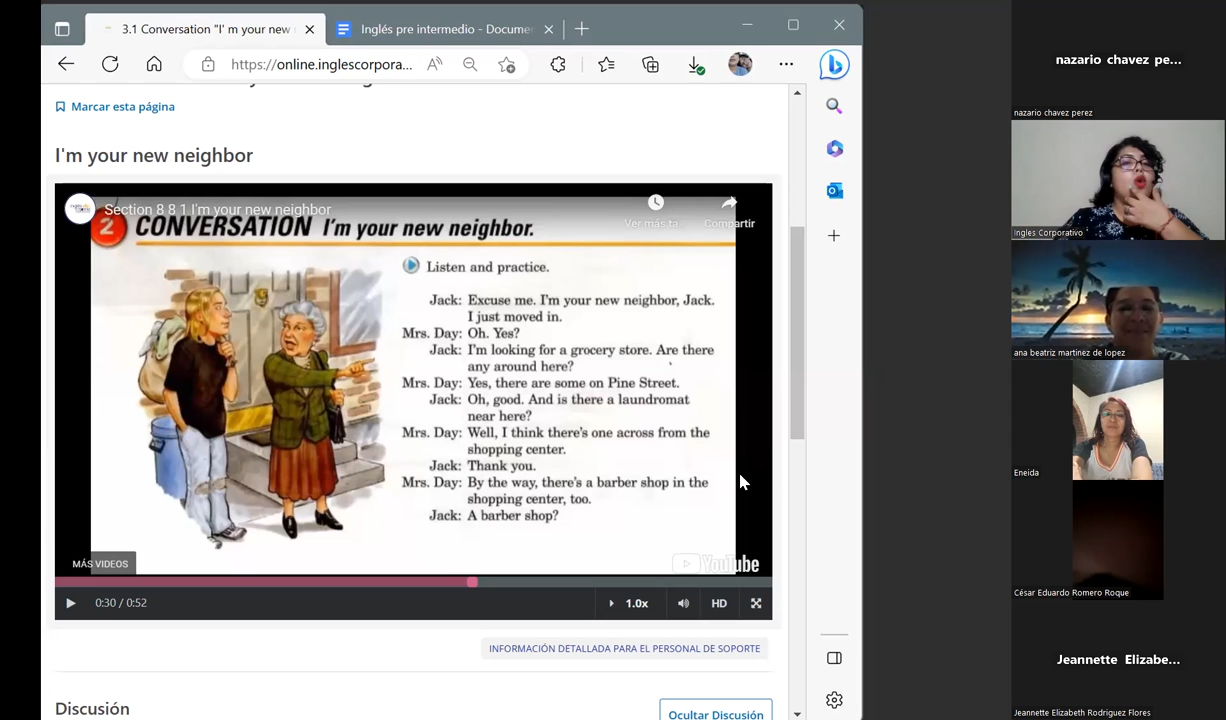 3.1 Conversation "I' m your new
Inglés pre intermedio - Docume
https://online.inglescorpora...
Marcar esta página
I'm your new neighbor
Section 8 8 1 I'm your new neighbor
Ver más ta
Compartir
2 CONVERSATION I'm your new neighbor.
Listen and practice.
Jack: Excuse me. I'm your new neighbor, Jack.
I just moved in.
Mrs. Day: Oh. Yes?
Jack: I'm looking for a grocery store. Are there
any around here?
Mrs. Day: Yes, there are some on Pine Street.
Jack: Oh, good. And is there a laundromat
near here?
Mrs. Day: Well, I think there's one across from the
shopping center.
Jack: Thank you.
Mrs. Day: By the way, there's a barber shop in the
shopping center, too.
Jack: A barber shop?
MÁS VIDEOS
YouTube
0:30 / 0:52
1.0x
HD
INFORMACIÓN DETALLADA PARA EL PERSONAL DE SOPORTE
Discusión
Ocultar Discusión
nazario chavez pe...
nazario chavez perez
Ingles Corporativo
ana beatriz martinez de lopez
Eneida
César Eduardo Romero Roque
Jeannette Elizabe...
Jeannette Elizabeth Rodriguez Flores